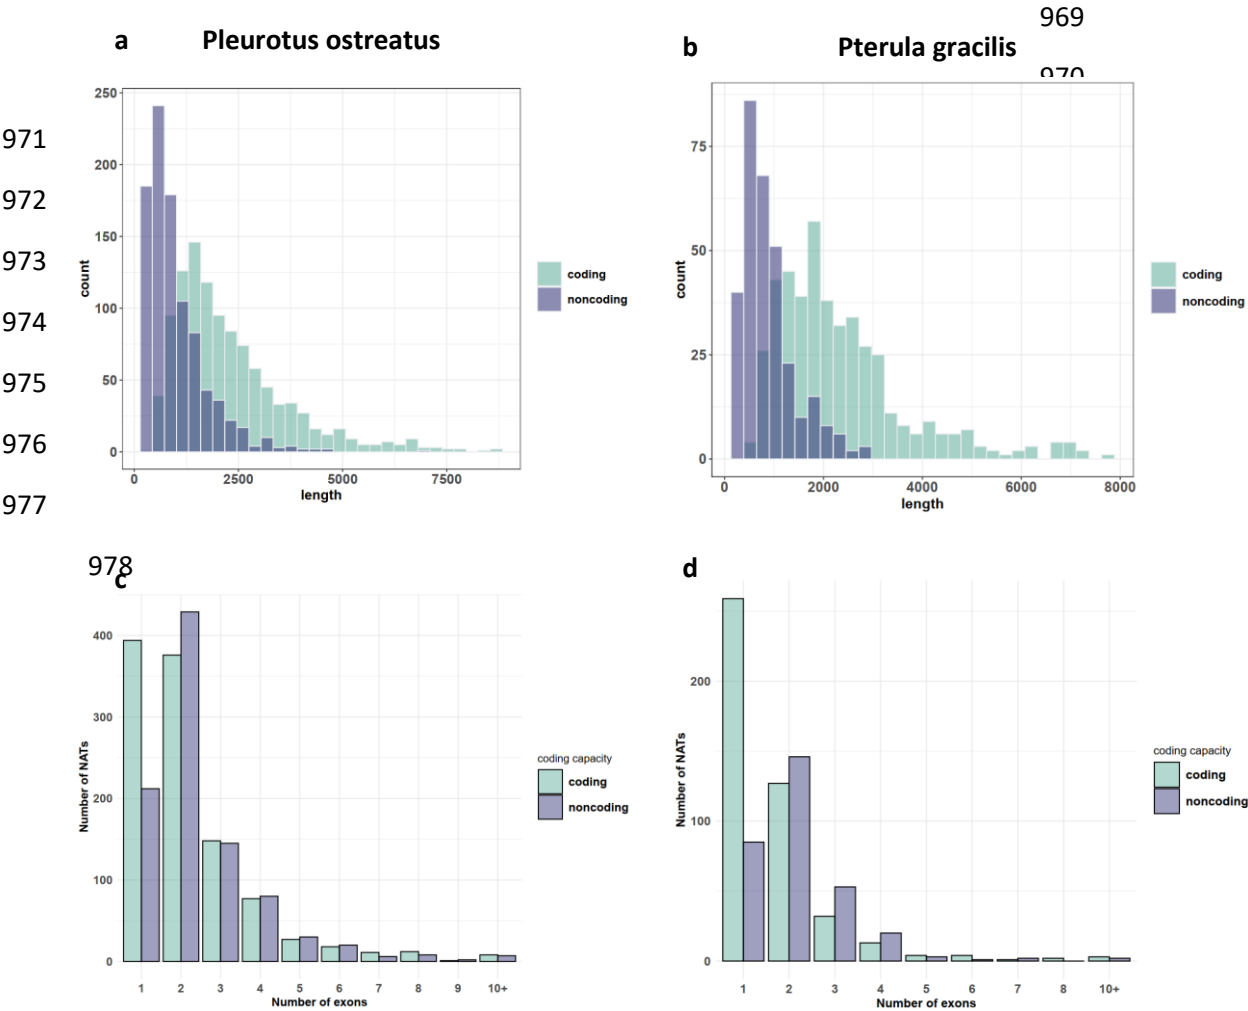 969
a Pleurotus ostreatus
b Pterula gracilis
970
971
972
973
974
975
976
977
250
200
150
100
50
0
count
0 2500 5000 7500
length
coding
noncoding
75
50
25
0
count
0 2000 4000 6000 8000
length
coding
noncoding
978
c
400
300
200
100
0
Number of NATs
1 2 3 4 5 6 7 8 9 10+
Number of exons
coding capacity
coding
noncoding
d
200
100
0
Number of NATs
1 2 3 4 5 6 7 8 10+
Number of exons
coding capacity
coding
noncoding